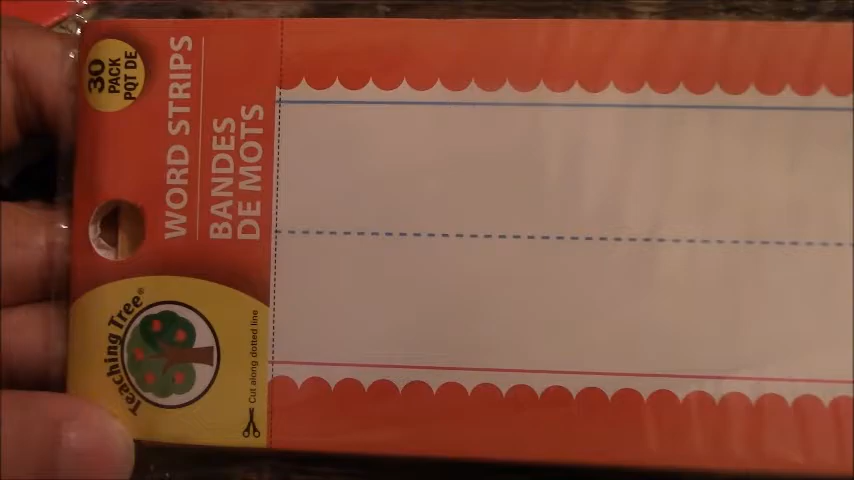 30
PACK
PQT DE
WORD STRIPS
BANDES
DE MOTS
Teaching Tree®
Cut along dotted line